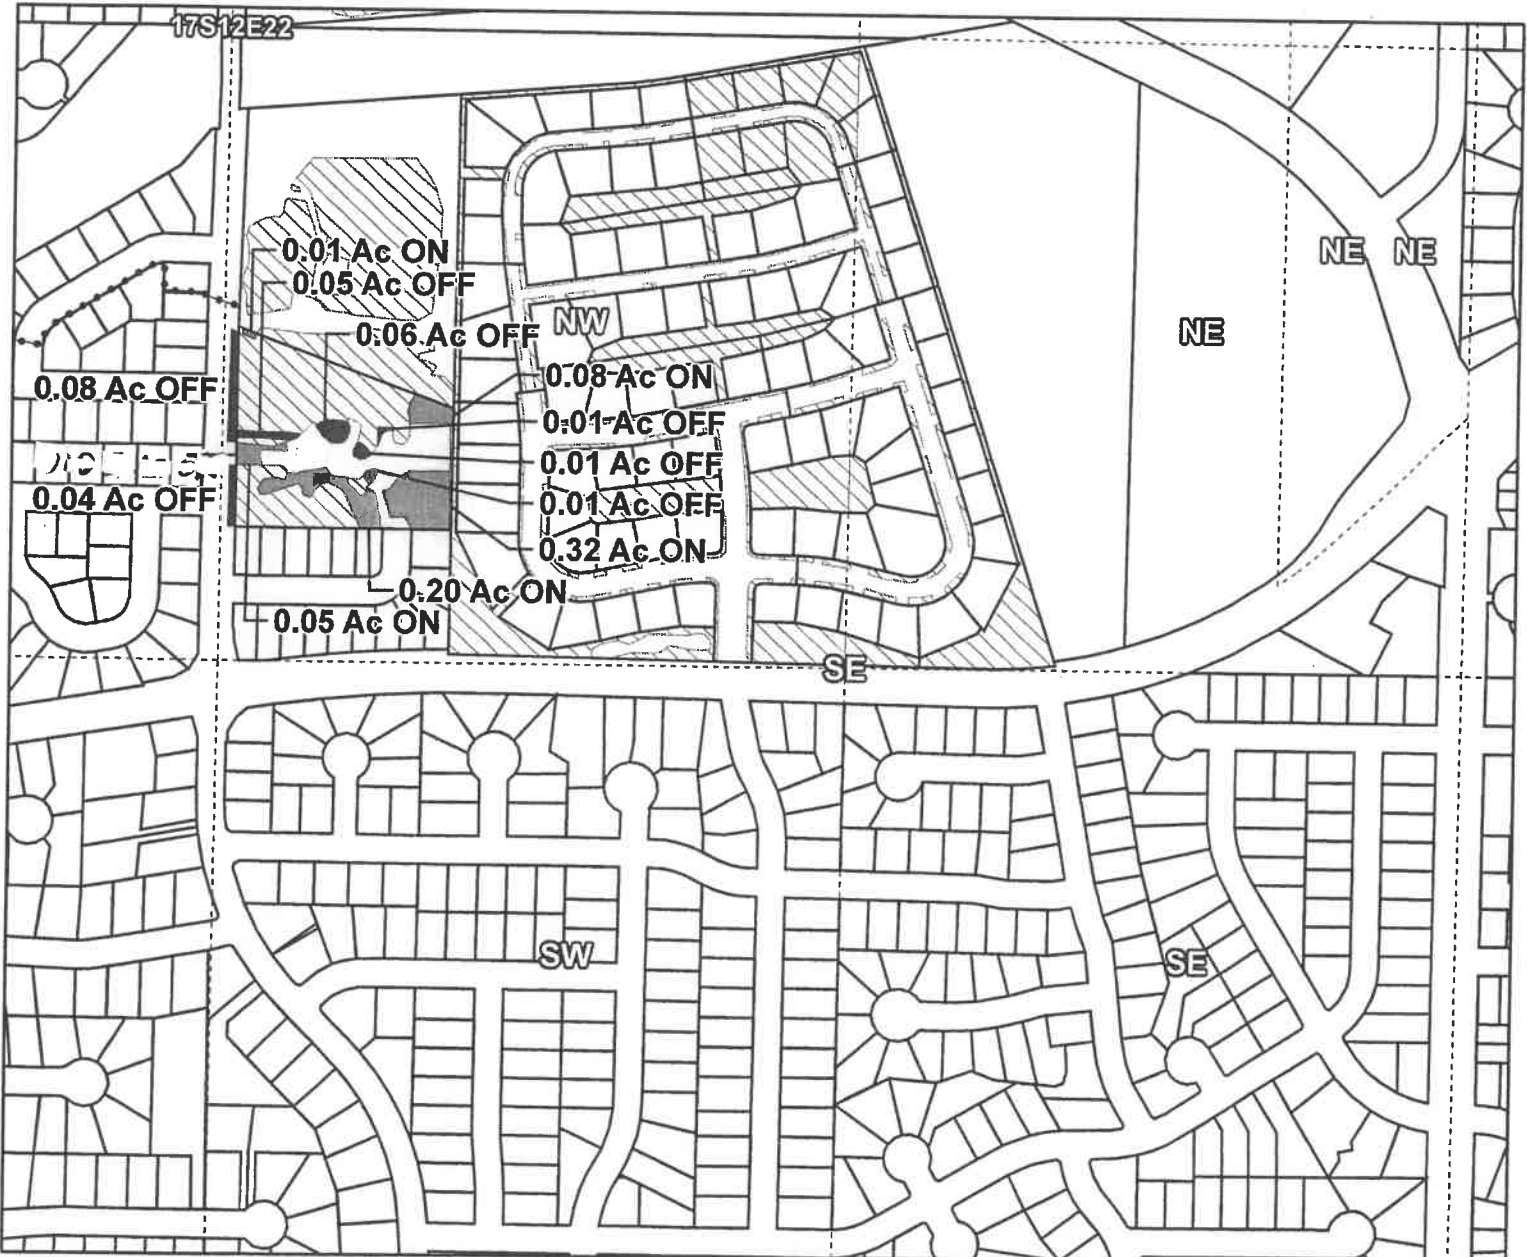 17S12E22
0.01 Ac ON
0.05 Ac OFF
0.06 Ac OFF
NW
NE
NE NE
0.08 Ac OFF
0.08 Ac ON
0.01 Ac OFF
0.01 Ac OFF
0.04 Ac OFF
0.01 Ac OFF
0.32 Ac ON
0.20 Ac ON
0.05 Ac ON
SE
SW
SE